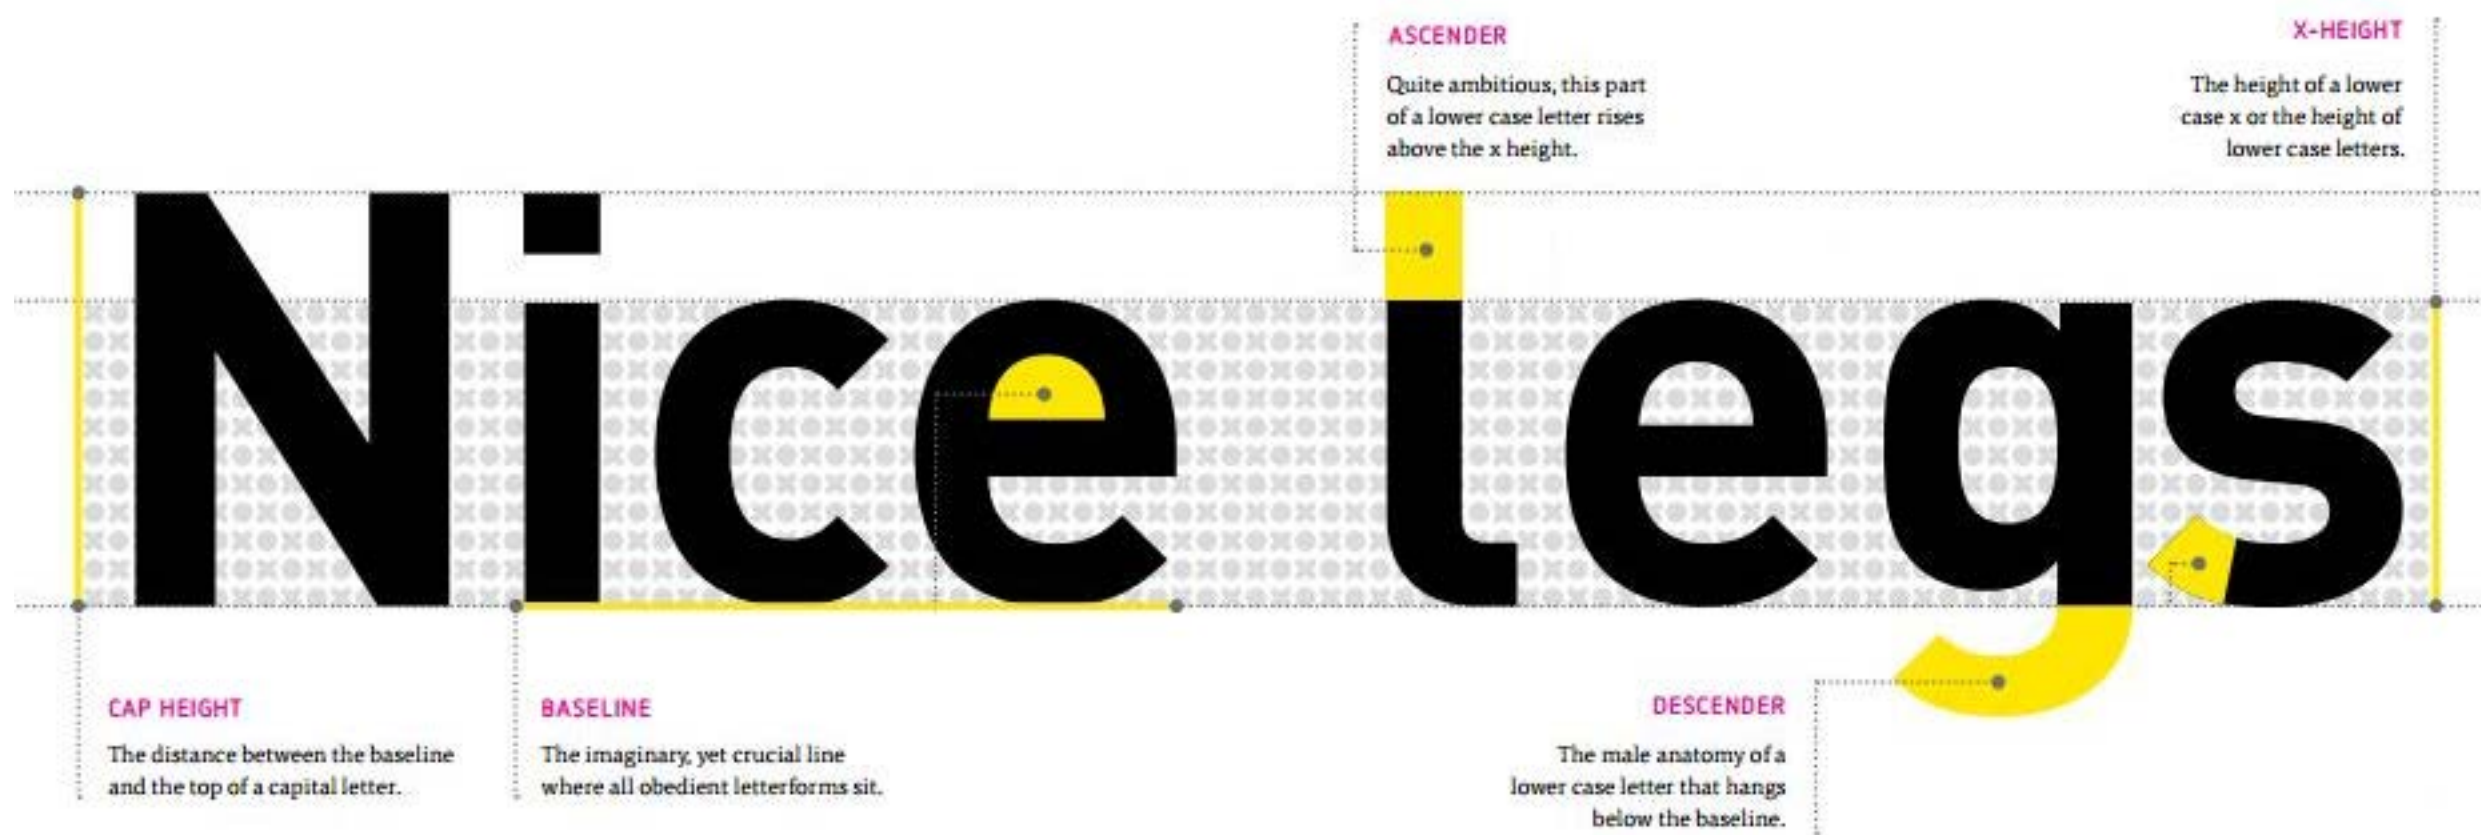 ASCENDER
Quite ambitious, this part
of a lower case letter rises
above the x height.
X-HEIGHT
The height of a lower
case x or the height of
lower case letters.
Nice legs
CAP HEIGHT
The distance between the baseline
and the top of a capital letter.
BASELINE
The imaginary, yet crucial line
where all obedient letterforms sit.
DESCENDER
The male anatomy of a
lower case letter that hangs
below the baseline.